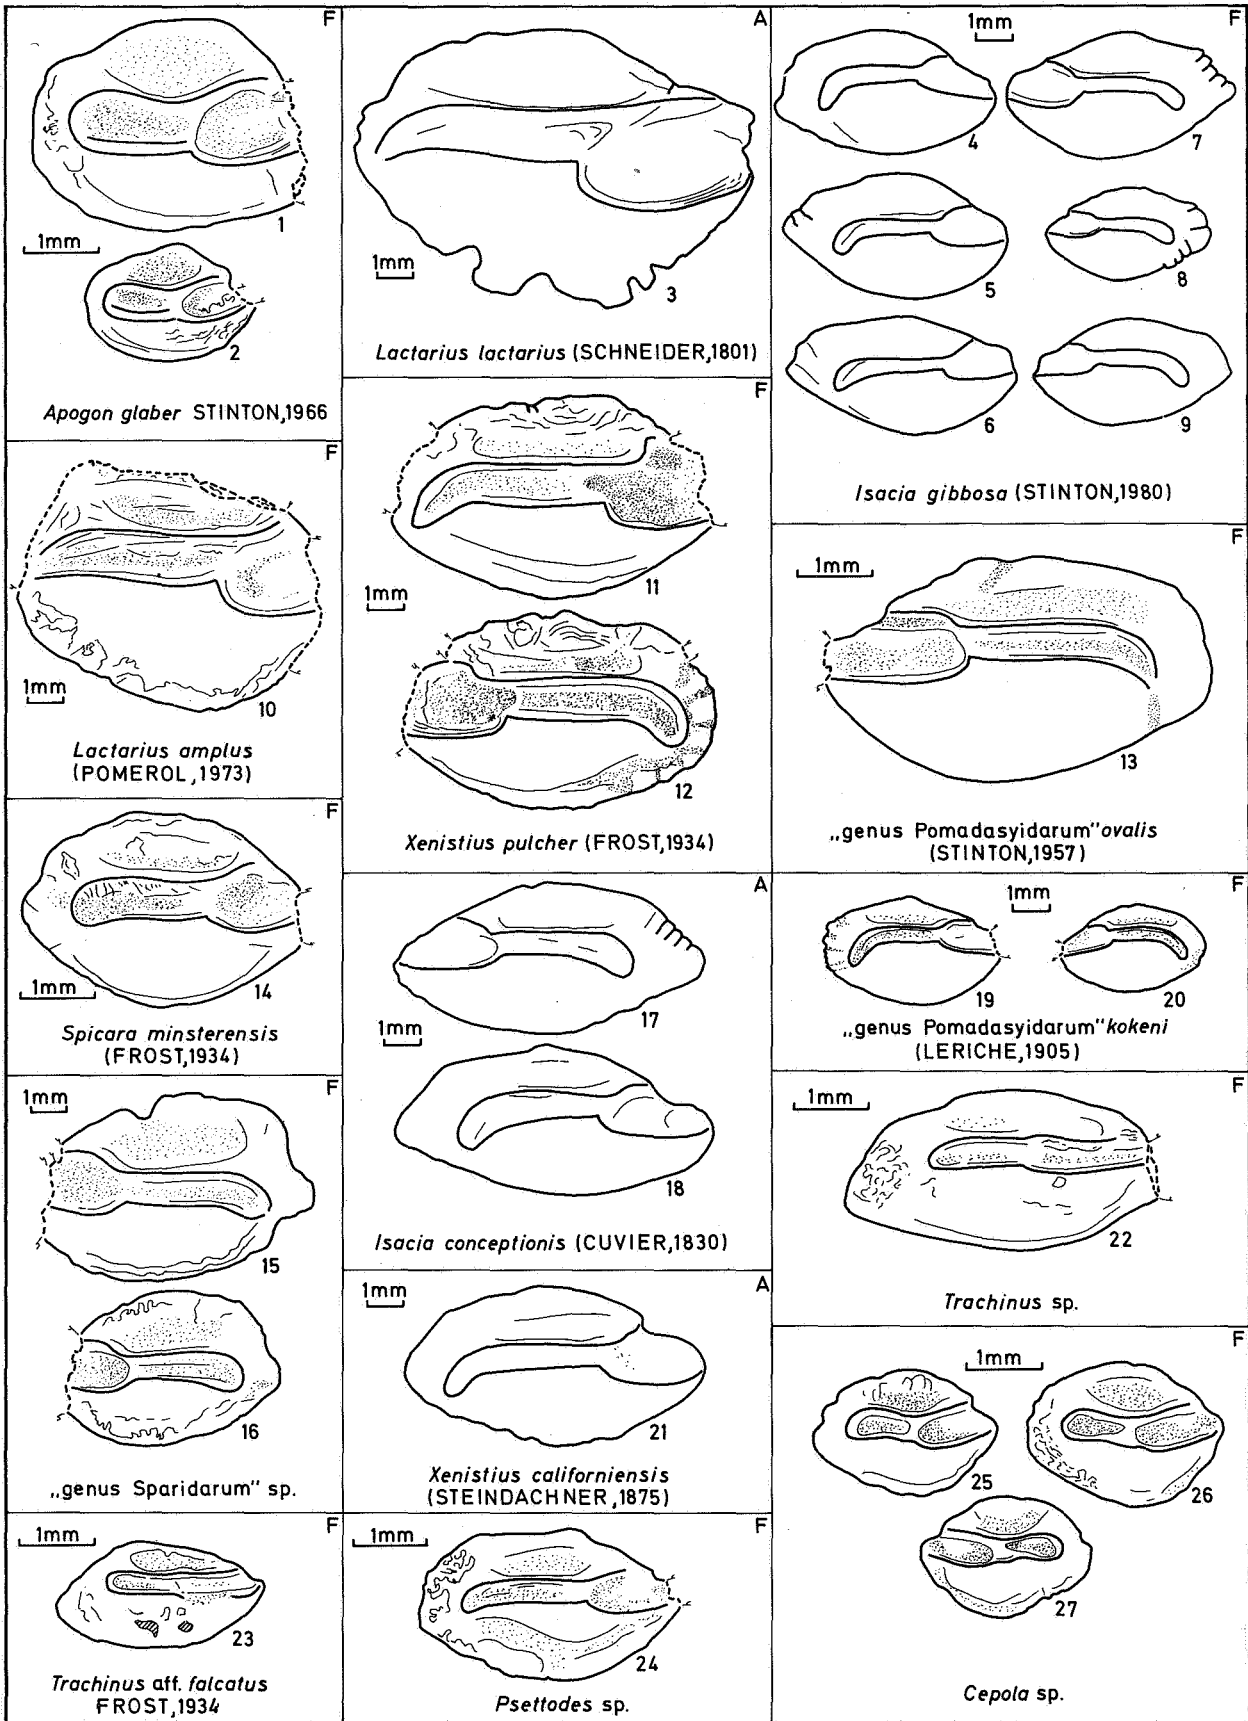 F
1
1mm
2
Apogon glaber STINTON,1966
A
1mm
3
Lactarius lactarius (SCHNEIDER,1801)
F
1mm
4
7
5
8
6
9
Isacia gibbosa (STINTON,1980)
F
1mm
10
Lactarius amplus
(POMEROL,1973)
F
11
1mm
12
Xenistius pulcher (FROST,1934)
F
1mm
13
„genus Pomadasyidarum" ovalis
(STINTON,1957)
F
14
1mm
Spicara minsterensis
(FROST,1934)
A
17
1mm
18
Isacia conceptionis (CUVIER,1830)
F
1mm
19
20
„genus Pomadasyidarum" kokeni
(LERICHE,1905)
F
1mm
15
16
„genus Sparidarum" sp.
F
1mm
22
Trachinus sp.
A
1mm
21
Xenistius californiensis
(STEINDACHNER,1875)
F
1mm
25
26
27
Cepola sp.
F
1mm
23
Trachinus aff. falcatus
FROST,1934
F
1mm
24
Psettodes sp.